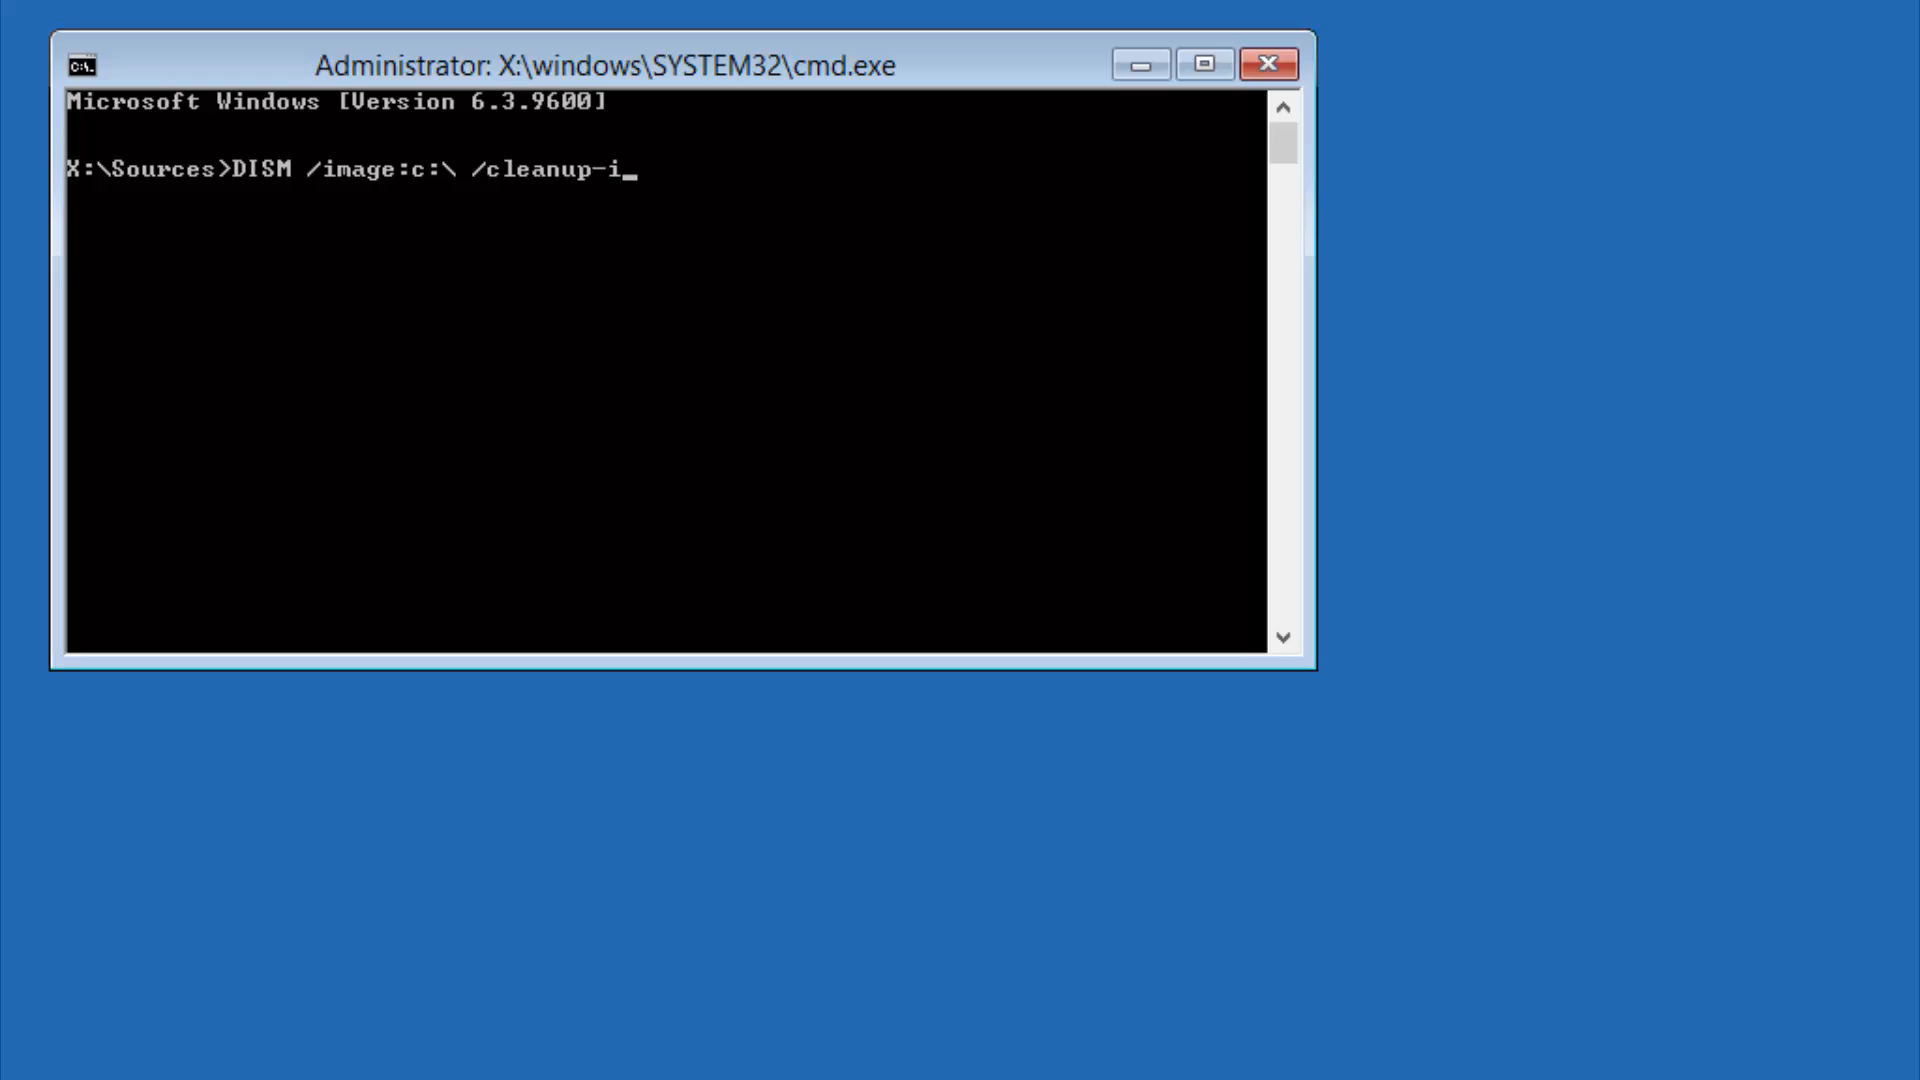 Administrator: X:\windows\SYSTEM32\cmd.exe
Microsoft Windows [Version 6.3.9600]
X:\Sources>DISM /image:c:\ /cleanup-i_